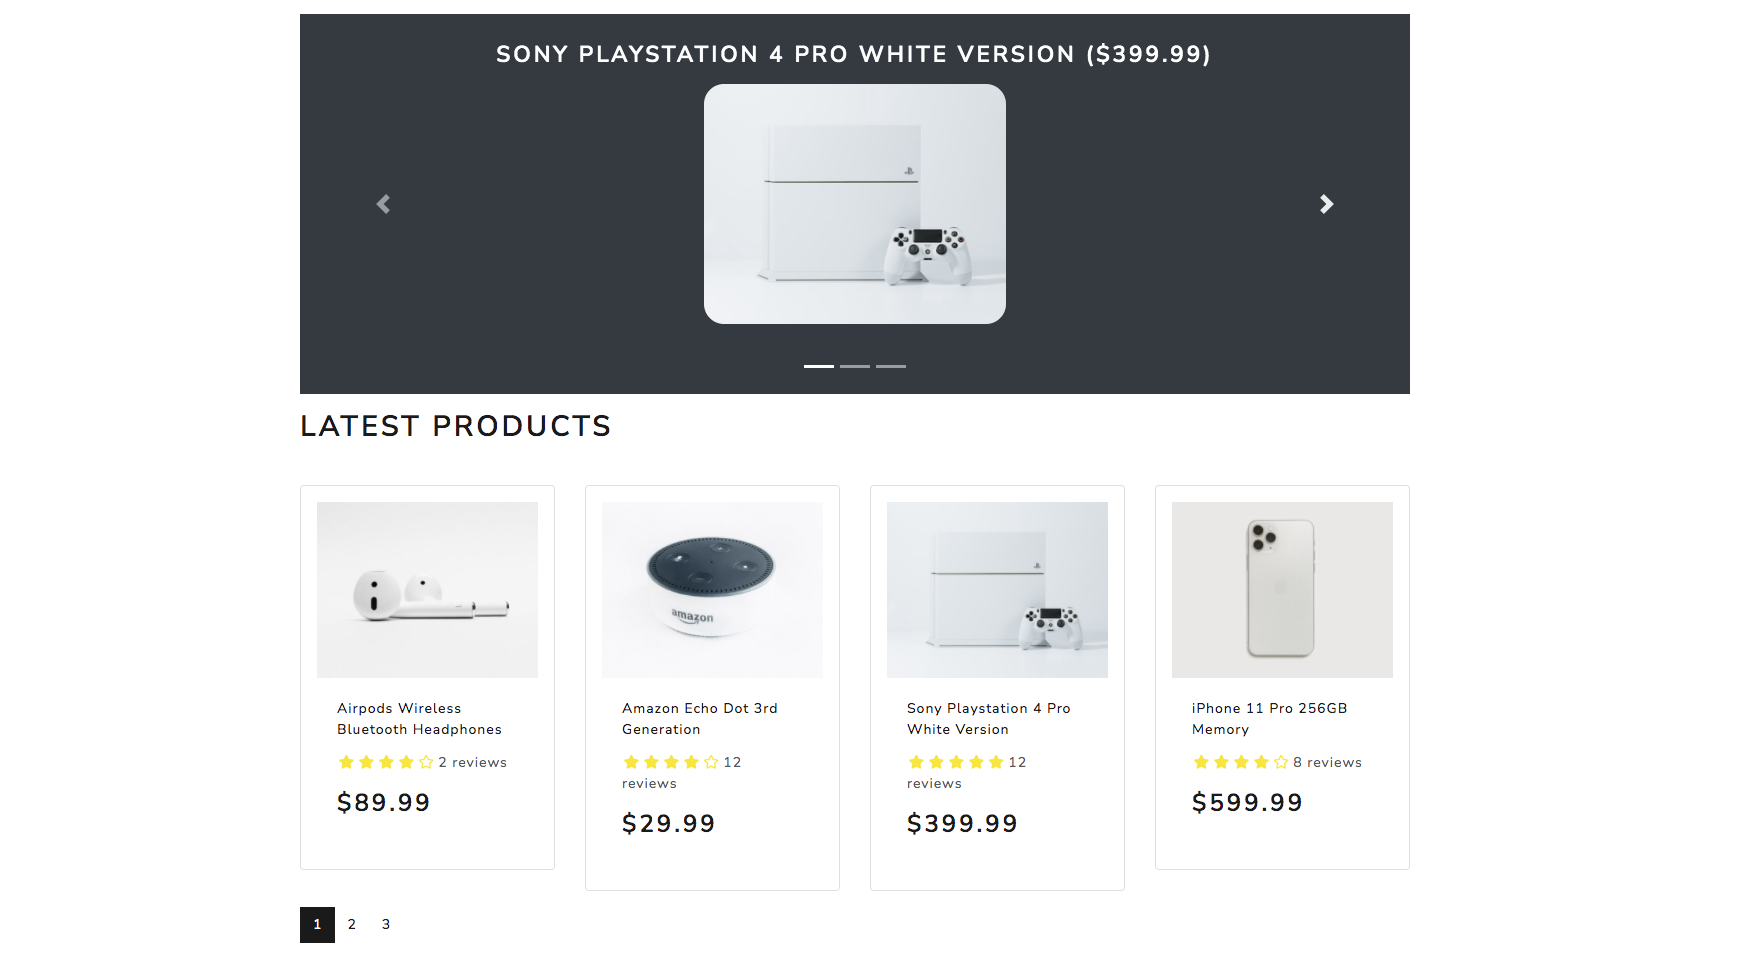 SONY PLAYSTATION 4 PRO WHITE VERSION ($399.99)
LATEST PRODUCTS
amazon
Airpods Wireless
Bluetooth Headphones
2 reviews
$89.99
Amazon Echo Dot 3rd
Generation
12
reviews
$29.99
Sony Playstation 4 Pro
White Version
12
reviews
$399.99
iPhone 11 Pro 256GB
Memory
8 reviews
$599.99
1 2 3